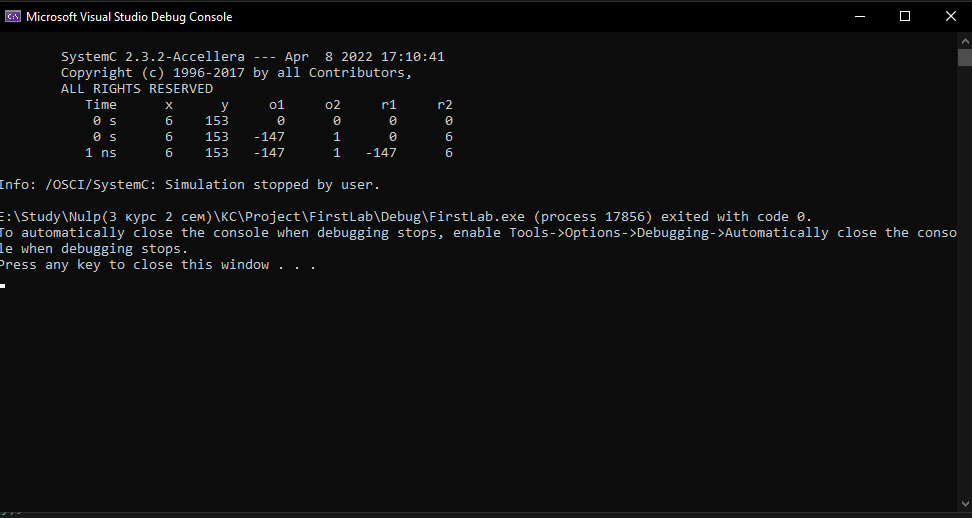 Microsoft Visual Studio Debug Console
SystemC 2.3.2-Accellera --- Apr  8 2022 17:10:41
Copyright (c) 1996-2017 by all Contributors,
ALL RIGHTS RESERVED
Time x y o1 o2 r1 r2
0 s 6 153 0 0 0 0
0 s 6 153 -147 1 0 6
1 ns 6 153 -147 1 -147 6
Info: /OSCI/SystemC: Simulation stopped by user.
E:\Study\Nulp(3 курс 2 сем)\KC\Project\FirstLab\Debug\FirstLab.exe (process 17856) exited with code 0.
To automatically close the console when debugging stops, enable Tools->Options->Debugging->Automatically close the conso
le when debugging stops.
Press any key to close this window . . .